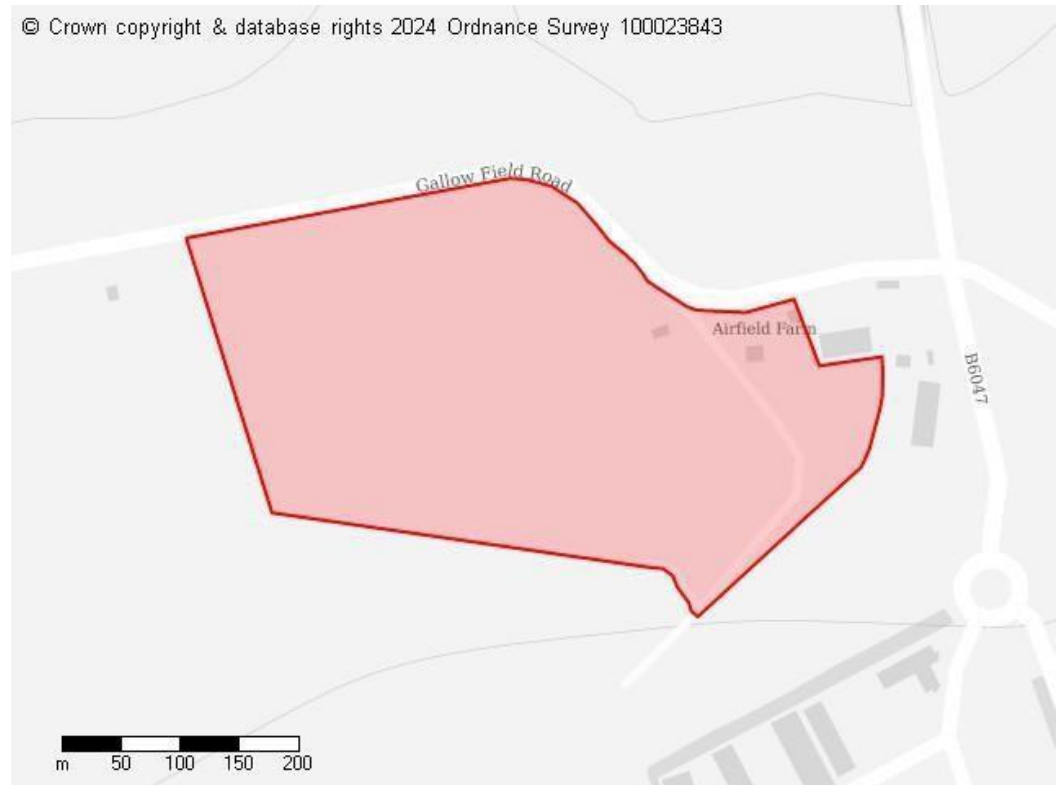 © Crown copyright & database rights 2024 Ordnance Survey 100023843
Gallow Field Road
Airfield Farm
B6047
m 50 100 150 200